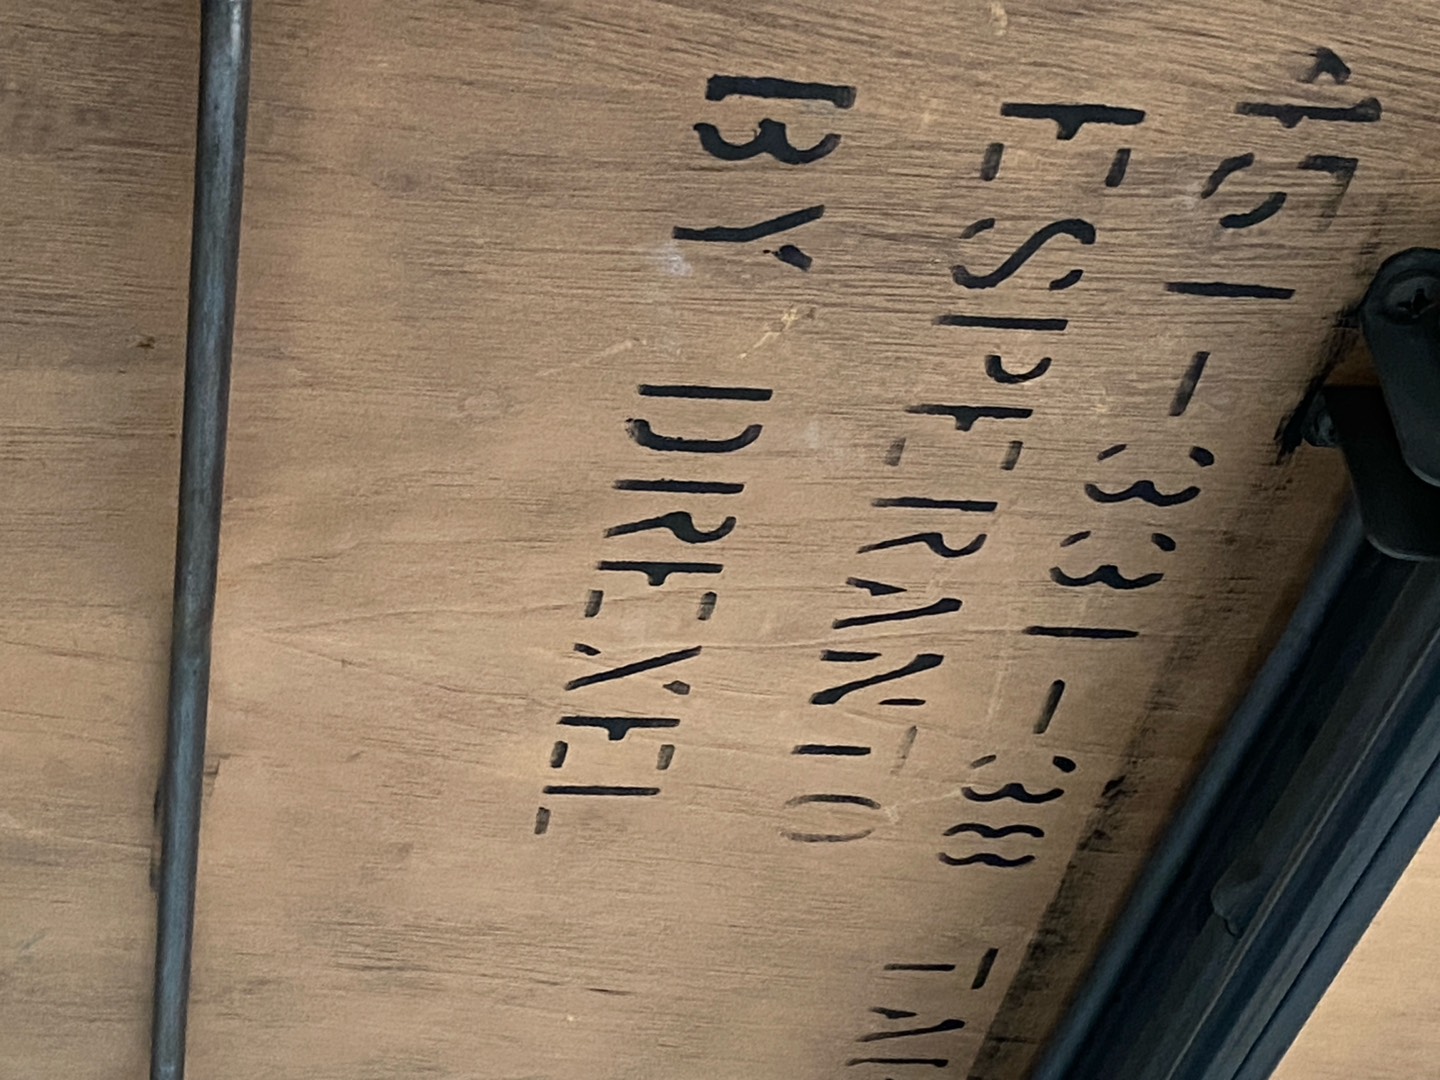 451-331-38
ESPERANTO
BY DREXEL